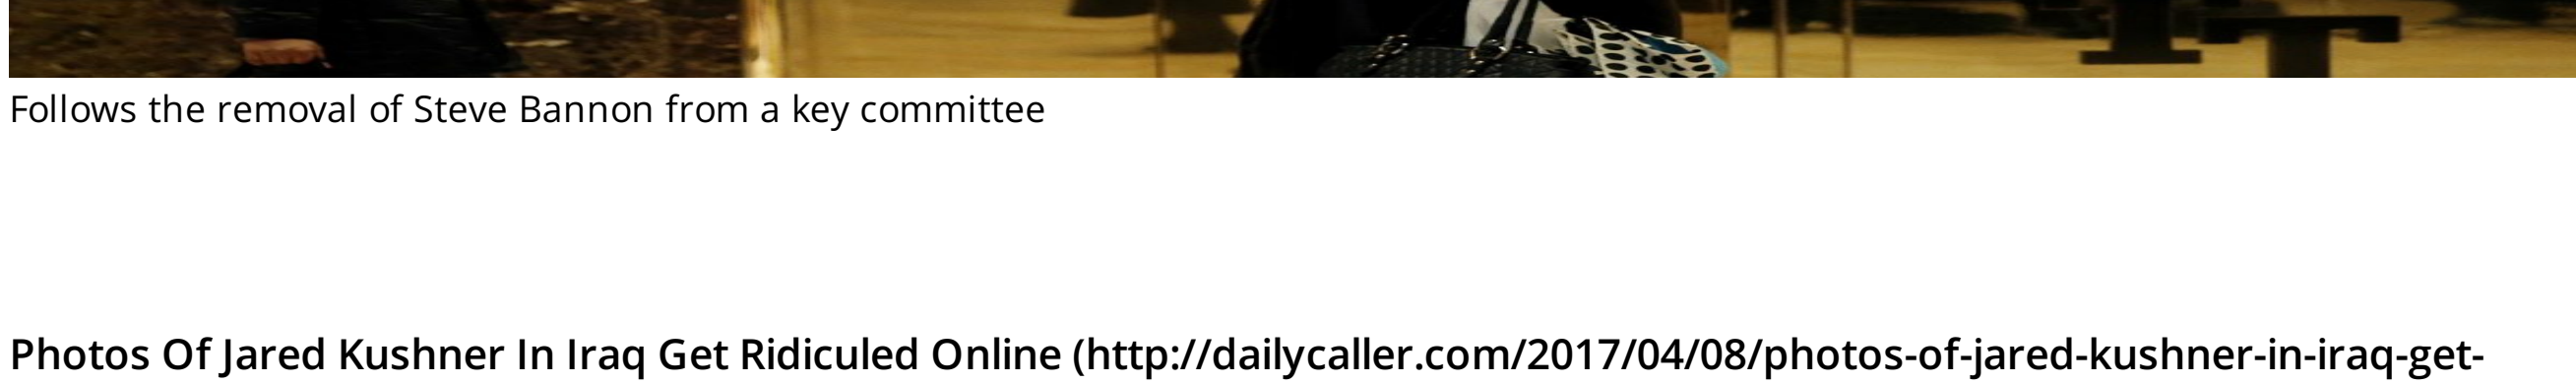 Follows the removal of Steve Bannon from a key committee
Photos Of Jared Kushner In Iraq Get Ridiculed Online (http://dailycaller.com/2017/04/08/photos-of-jared-kushner-in-iraq-get-